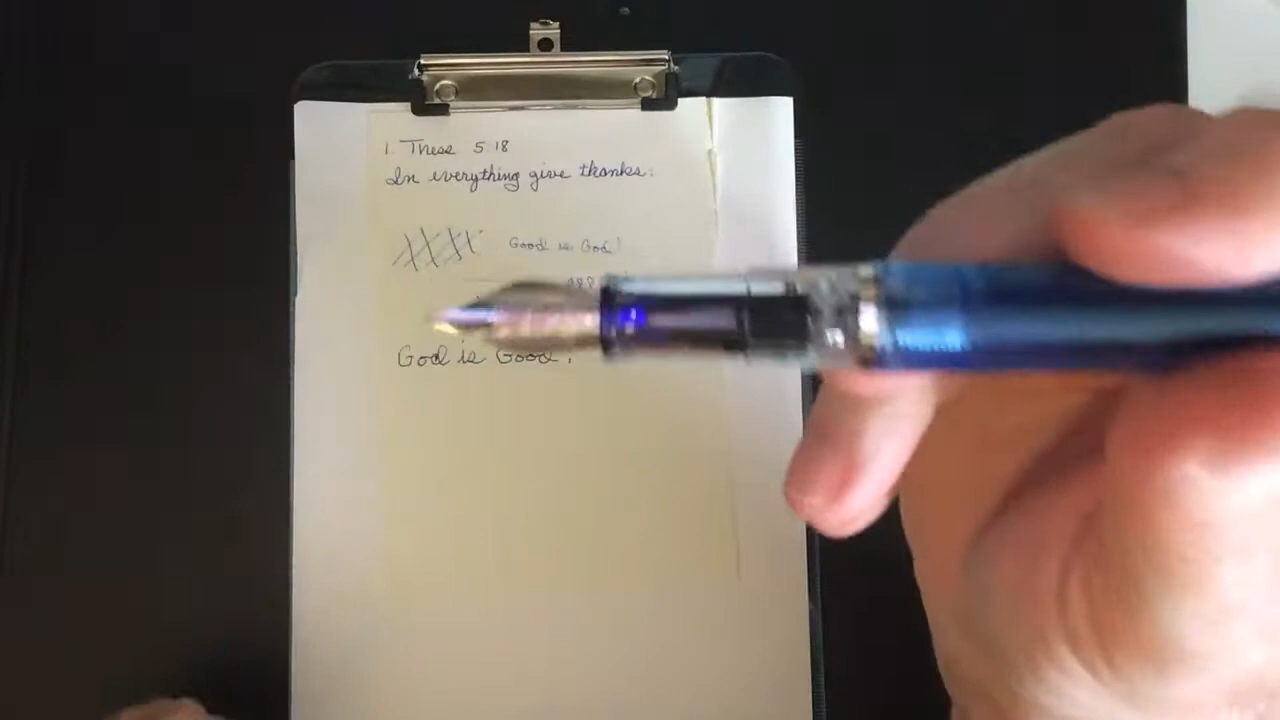 1. Thess 5 18
In everything give thanks.
Good is God!
God is Good.